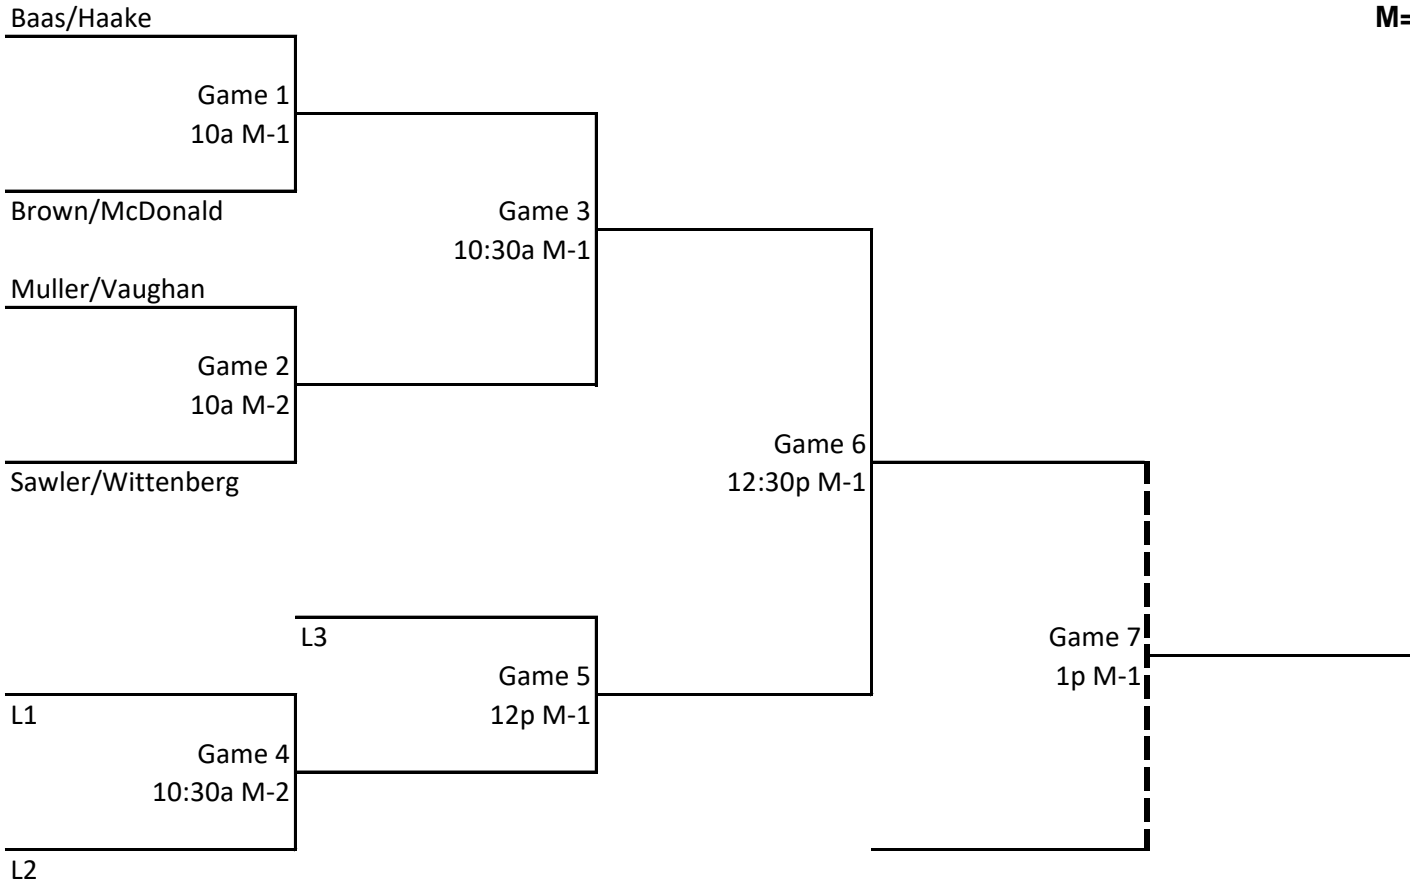 Baas/Haake
M=
Game 1
10a M-1
Brown/McDonald
Game 3
10:30a M-1
Muller/Vaughan
Game 2
10a M-2
Game 6
12:30p M-1
Sawler/Wittenberg
L3
Game 7
1p M-1
Game 5
12p M-1
L1
Game 4
10:30a M-2
L2